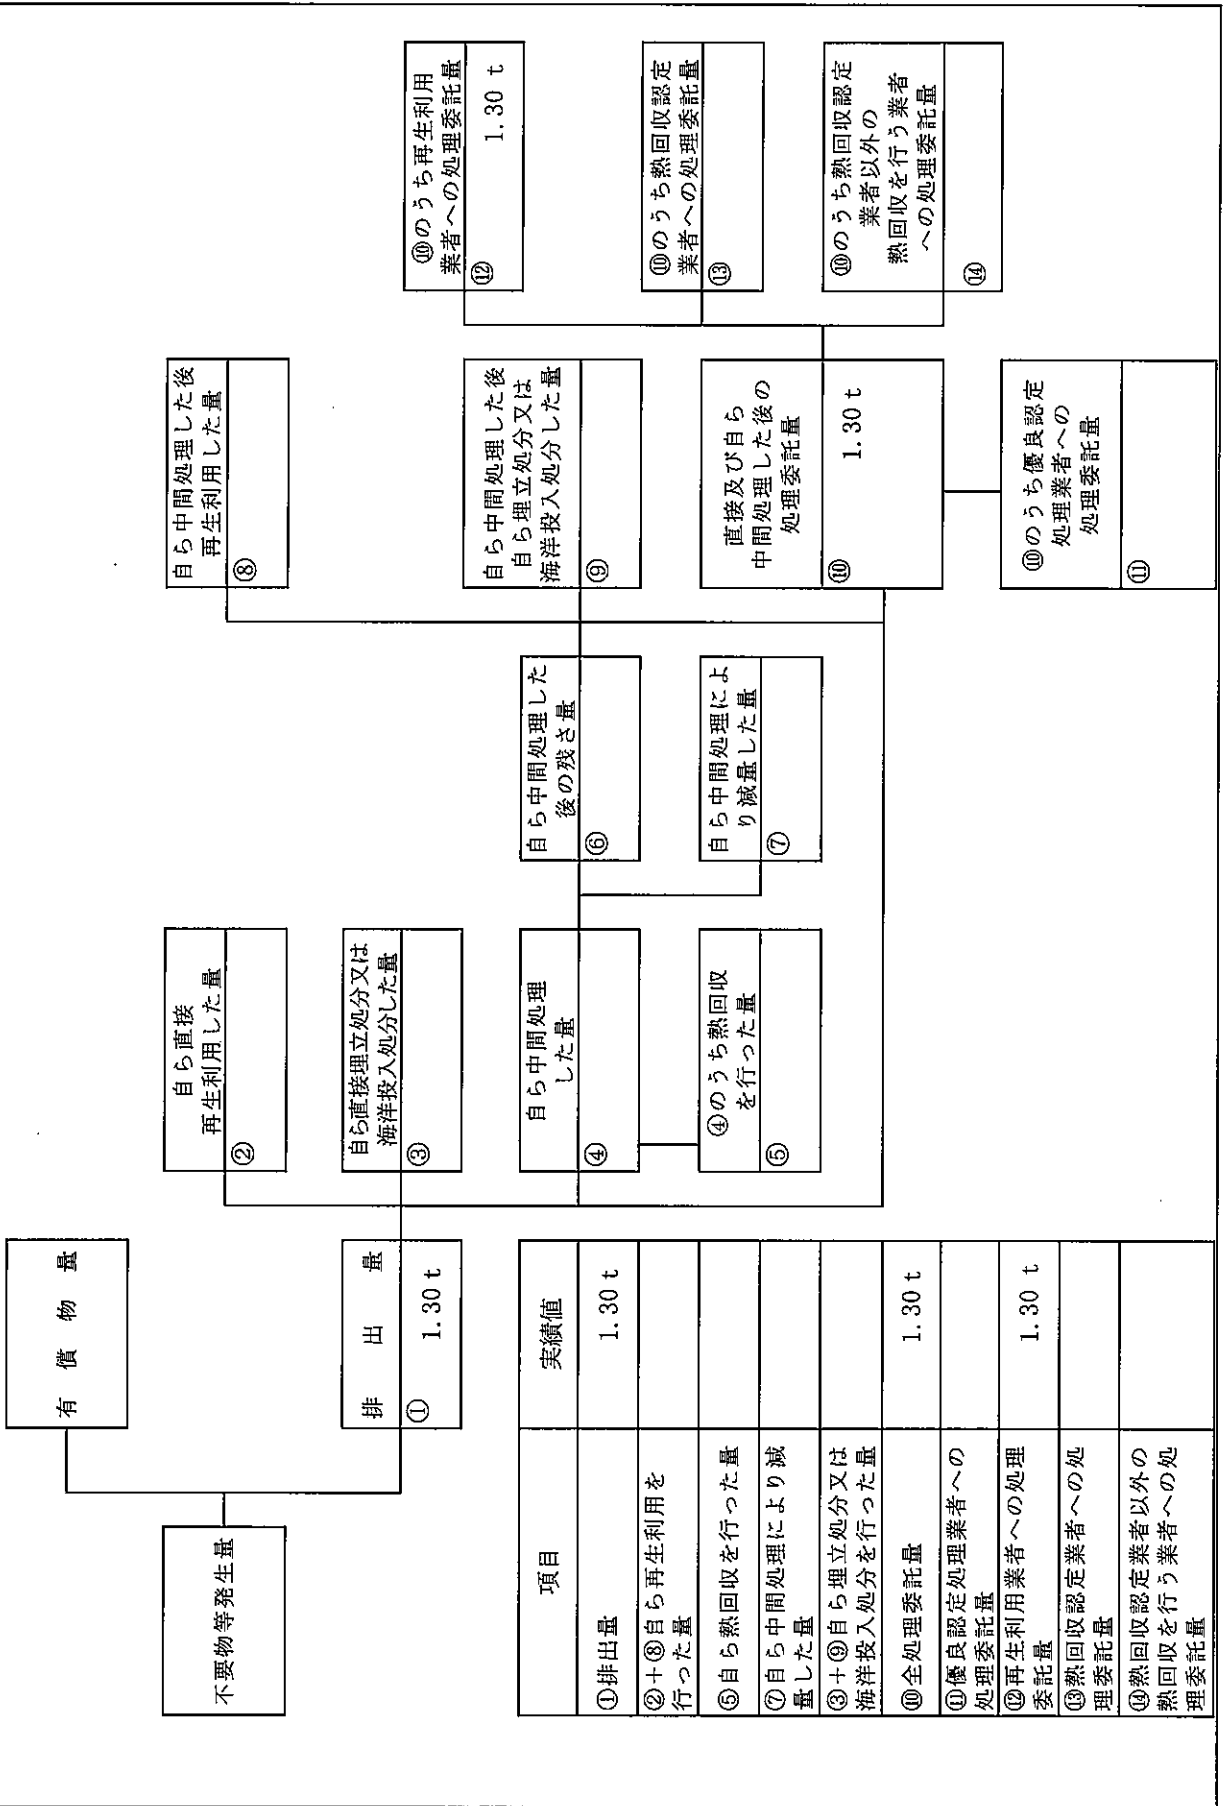 不要物等発生量
有償物量
排出量
① 1.30 t
自ら直接
再生利用した量
②
自ら直接埋立処分又は
海洋投入処分した量
③
自ら中間処理
した量
④
④のうち熱回収
を行った量
⑤
自ら中間処理した
後の残さ量
⑥
自ら中間処理によ
り減量した量
⑦
自ら中間処理した後
再生利用した量
⑧
自ら中間処理した後
自ら埋立処分又は
海洋投入処分した量
⑨
直接及び自ら
中間処理した後の
処理委託量
⑩ 1.30 t
⑩のうち優良認定
処理業者への
処理委託量
⑪
⑩のうち再生利用
業者への処理委託量
⑫ 1.30 t
⑩のうち熱回収認定
業者への処理委託量
⑬
⑩のうち熱回収認定
業者以外の
熱回収を行う業者
への処理委託量
⑭
項目 実績値
①排出量 1.30 t
②+⑧自ら再生利用を
行った量
⑤自ら熱回収を行った量
⑦自ら中間処理により減
量した量
③+⑨自ら埋立処分又は
海洋投入処分を行った量
⑩全処理委託量 1.30 t
⑪優良認定処理業者への
処理委託量
⑫再生利用業者への処理
委託量 1.30 t
⑬熱回収認定業者への処
理委託量
⑭熱回収認定業者以外の
熱回収を行う業者への処
理委託量